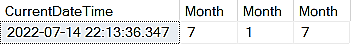 CurrentDateTime Month Month Month
2022-07-14 22:13:36.347 7 1 7